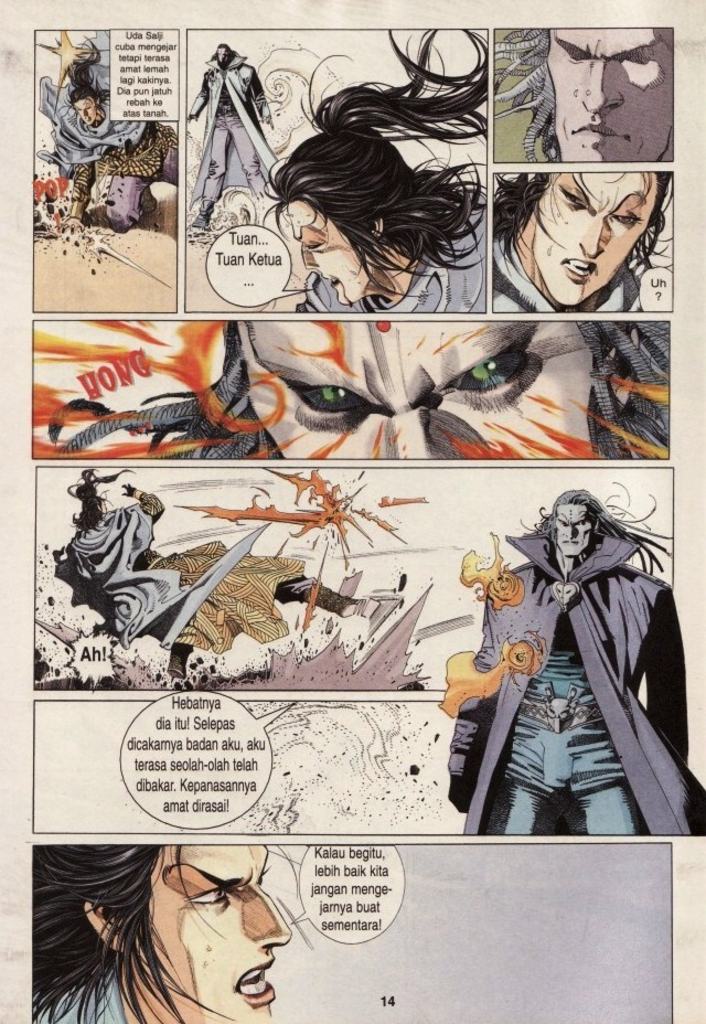 Uda Salji
cuba mengejar
tetapi terasa
amat lemah
lagi kakinya.
Dia pun jatuh
rebah ke
atas tanah.
POP
Tuan...
Tuan Ketua
...
Uh
?
HONG
Ah!
Hebatnya
dia itu! Selepas
dicakarnya badan aku, aku
terasa seolah-olah telah
dibakar. Kepanasannya
amat dirasai!
Kalau begitu,
lebih baik kita
jangan menge-
jarnya buat
sementara!
14